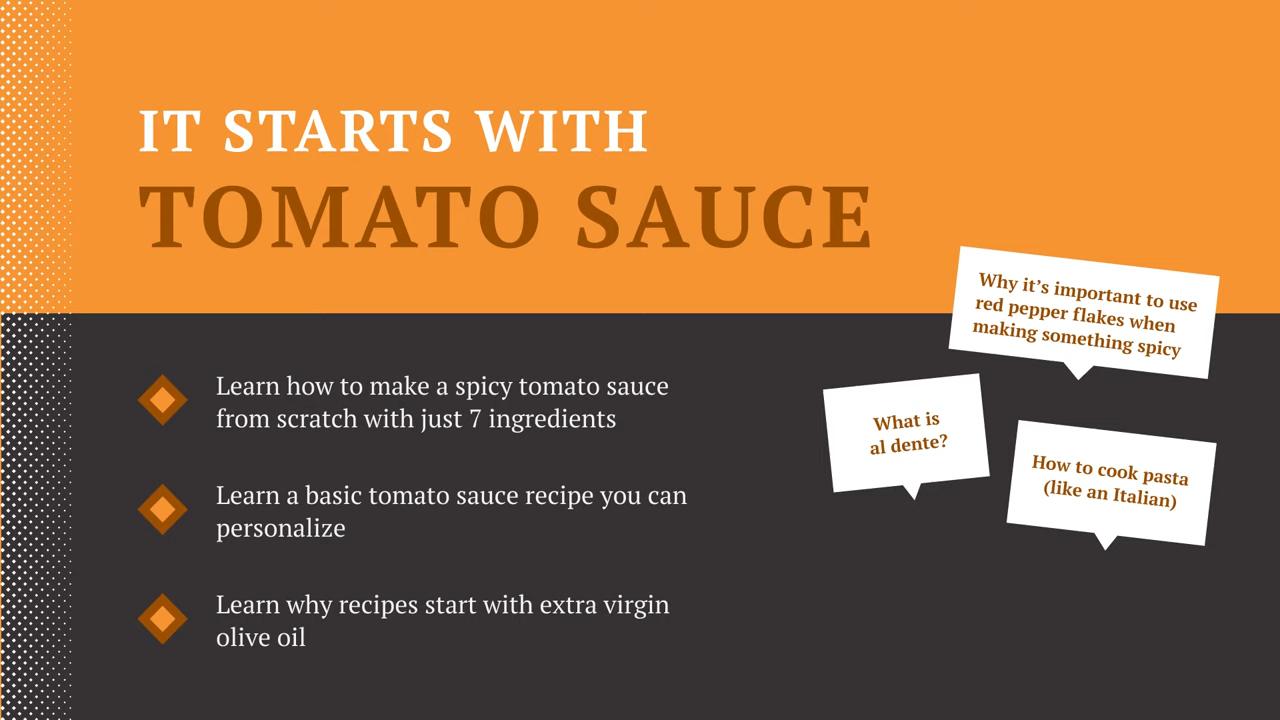 IT STARTS WITH
TOMATO SAUCE
Learn how to make a spicy tomato sauce
from scratch with just 7 ingredients
Learn a basic tomato sauce recipe you can
personalize
Learn why recipes start with extra virgin
olive oil
Why it’s important to use
red pepper flakes when
making something spicy
What is
al dente?
How to cook pasta
(like an Italian)